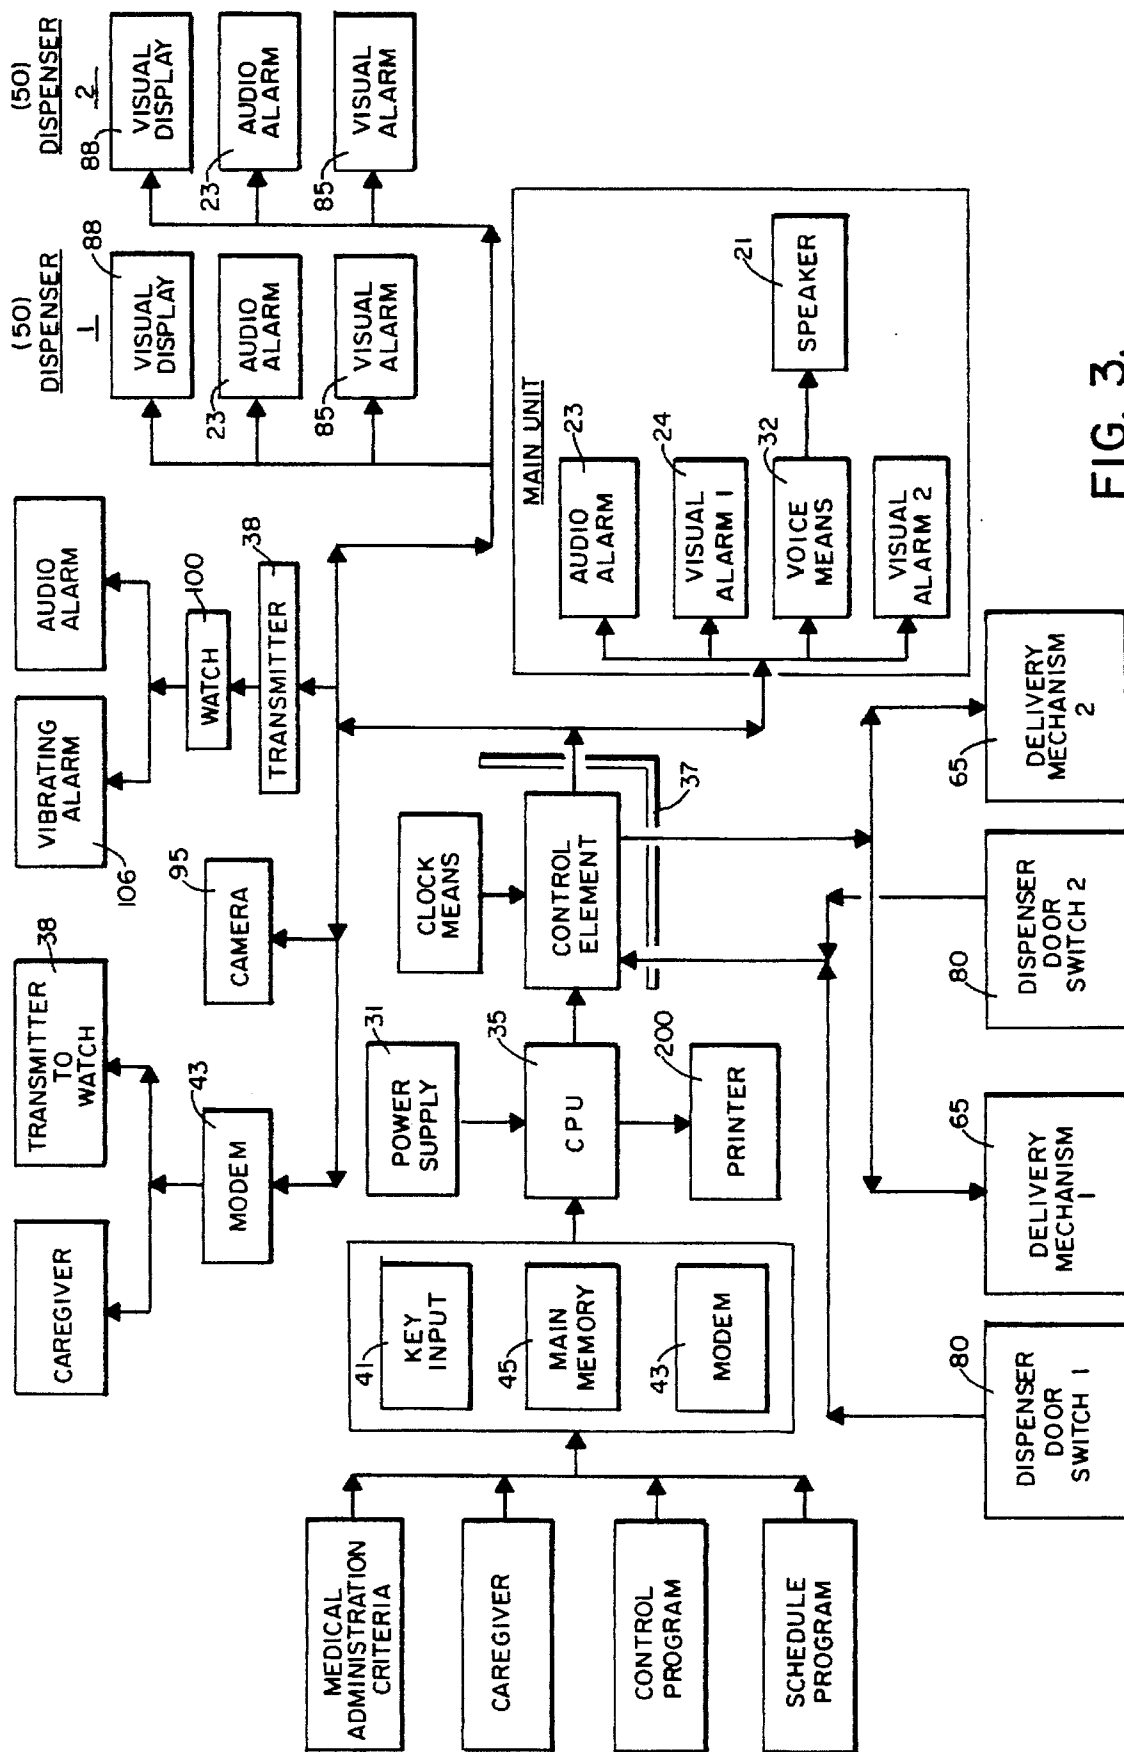 CAREGIVER
TRANSMITTER
TO
WATCH
38
VIBRATING
ALARM
106
AUDIO
ALARM
(50)
DISPENSER
1
(50)
DISPENSER
2
MODEM
43
CAMERA
95
WATCH
100
TRANSMITTER
38
88
VISUAL
DISPLAY
23
AUDIO
ALARM
85
VISUAL
ALARM
88
VISUAL
DISPLAY
23
AUDIO
ALARM
85
VISUAL
ALARM
MEDICAL
ADMINISTRATION
CRITERIA
CAREGIVER
CONTROL
PROGRAM
SCHEDULE
PROGRAM
41
KEY
INPUT
45
MAIN
MEMORY
43
MODEM
POWER
SUPPLY
31
CPU
35
PRINTER
200
CLOCK
MEANS
CONTROL
ELEMENT
37
MAIN UNIT
AUDIO
ALARM
23
VISUAL
ALARM 1
24
VOICE
MEANS
32
VISUAL
ALARM 2
SPEAKER
21
DISPENSER
DOOR
SWITCH 1
80
DELIVERY
MECHANISM
1
65
DISPENSER
DOOR
SWITCH 2
80
DELIVERY
MECHANISM
2
65
FIG. 3.